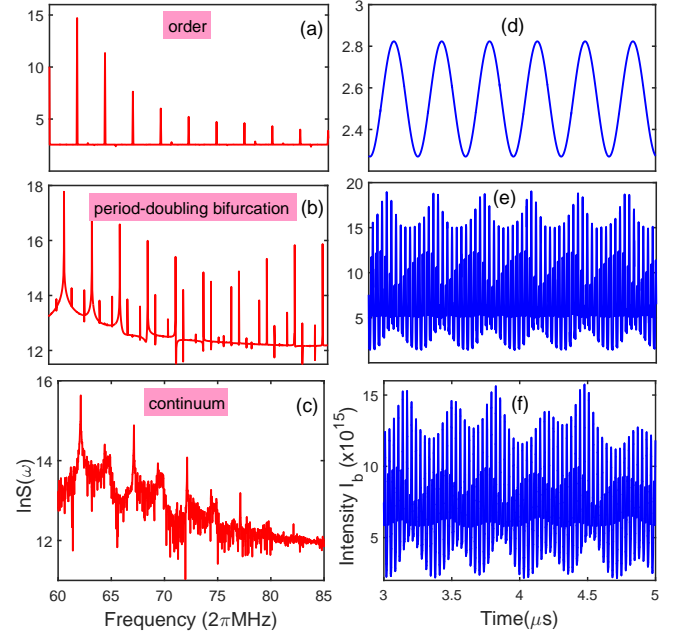 order
(a)
15
10
5
(d)
3
2.8
2.6
2.4
2.2
period-doubling bifurcation
(b)
18
16
14
12
(e)
20
15
10
5
continuum
(c)
16
14
12
lnS(ω)
60 65 70 75 80 85
Frequency (2πMHz)
(f)
15
10
5
Intensity I_b (x10^15)
3 3.5 4 4.5 5
Time(μs)